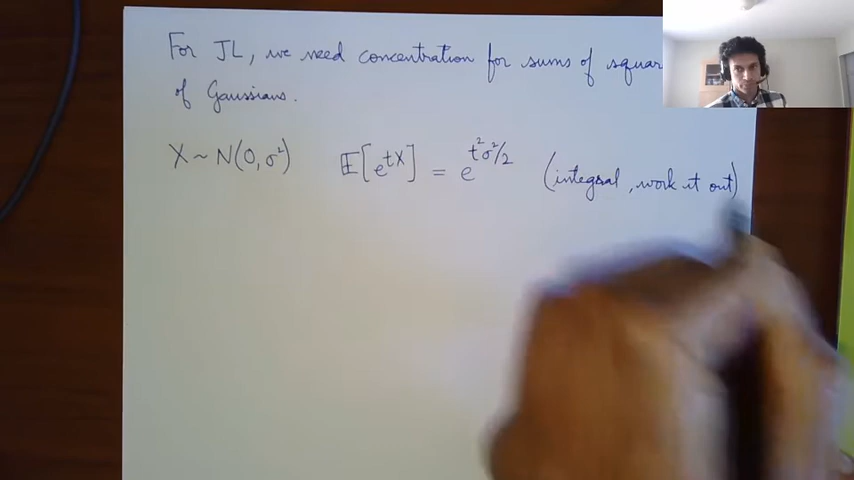 For JL, we need concentration for sums of squar
of Gaussians.
X ~ N(0, σ²) 𝔼[e^{tX}] = e^{t²σ²/2} (integral, work it out)